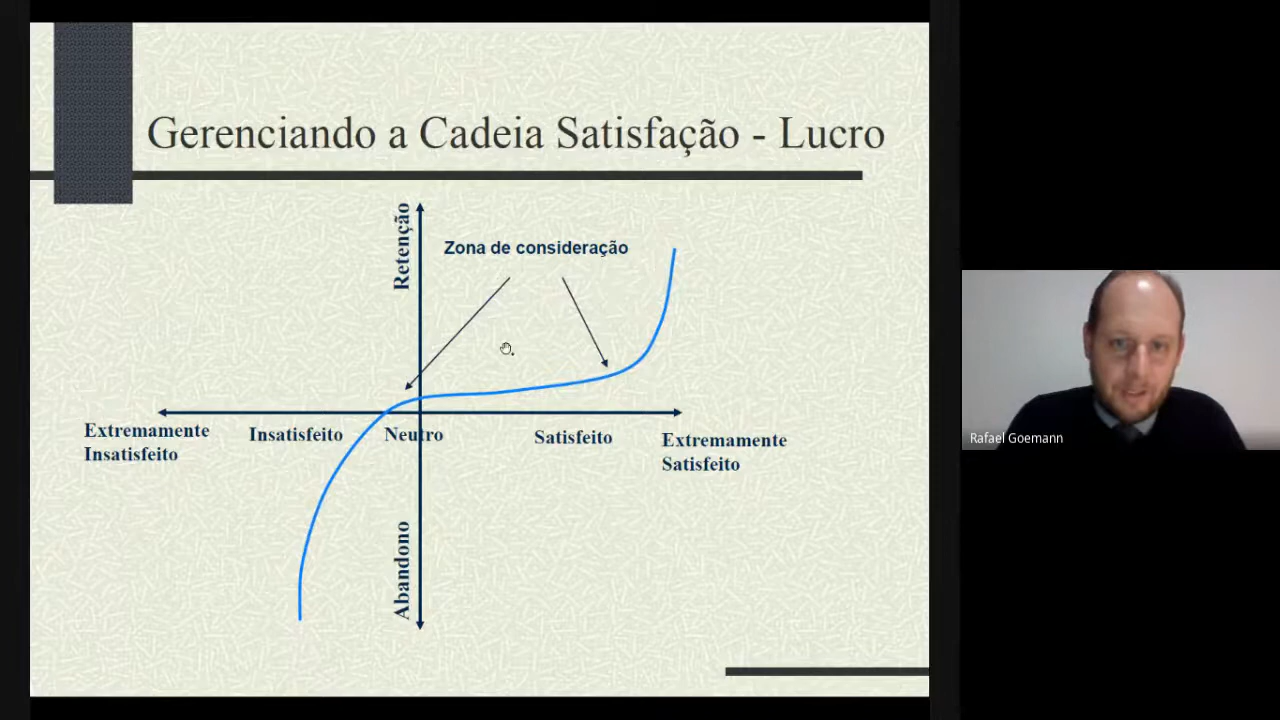 Gerenciando a Cadeia Satisfação - Lucro
Retenção
Zona de consideração
Extremamente
Insatisfeito
Insatisfeito
Neutro
Satisfeito
Extremamente
Satisfeito
Abandono
Rafael Goemann